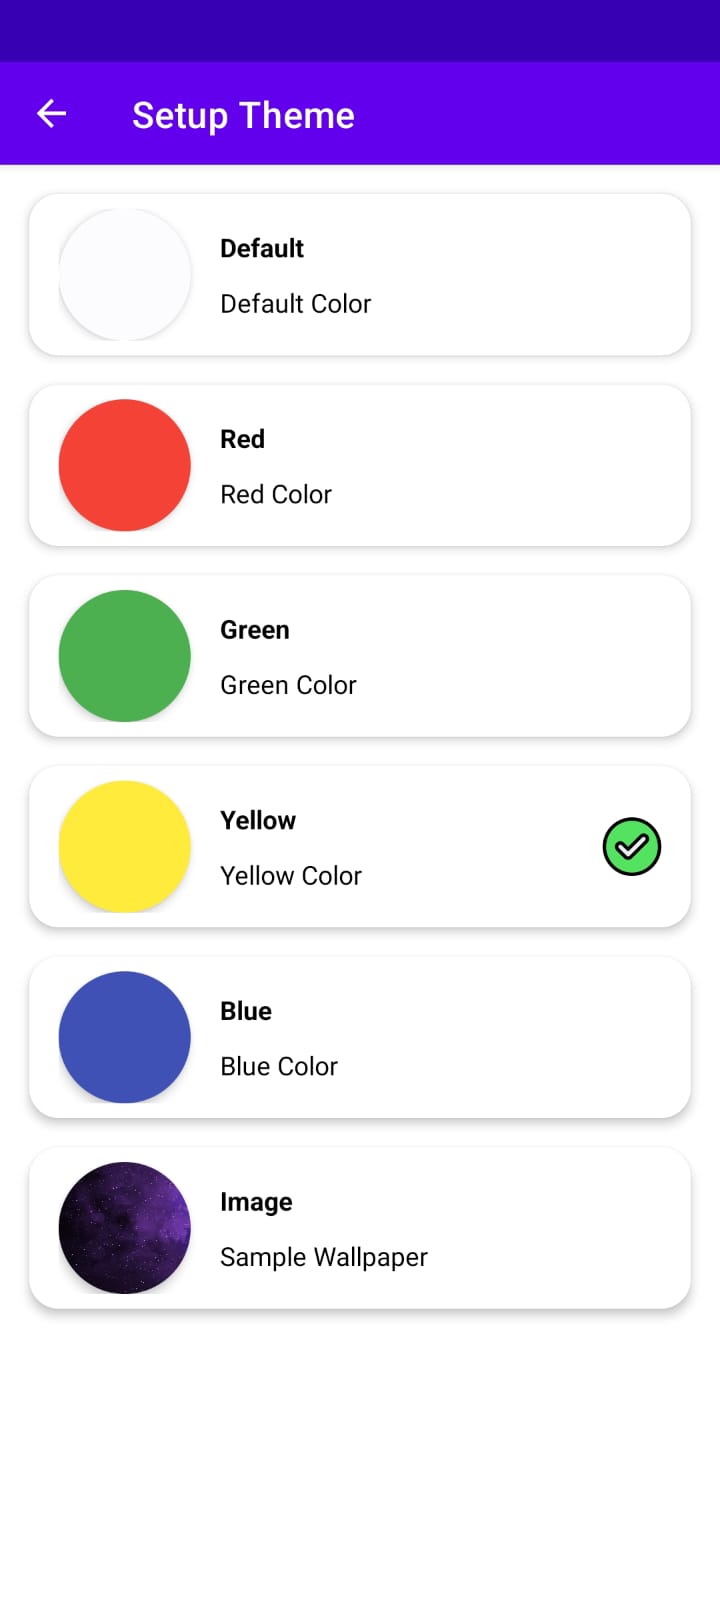 Setup Theme
Default
Default Color
Red
Red Color
Green
Green Color
Yellow
Yellow Color
Blue
Blue Color
Image
Sample Wallpaper